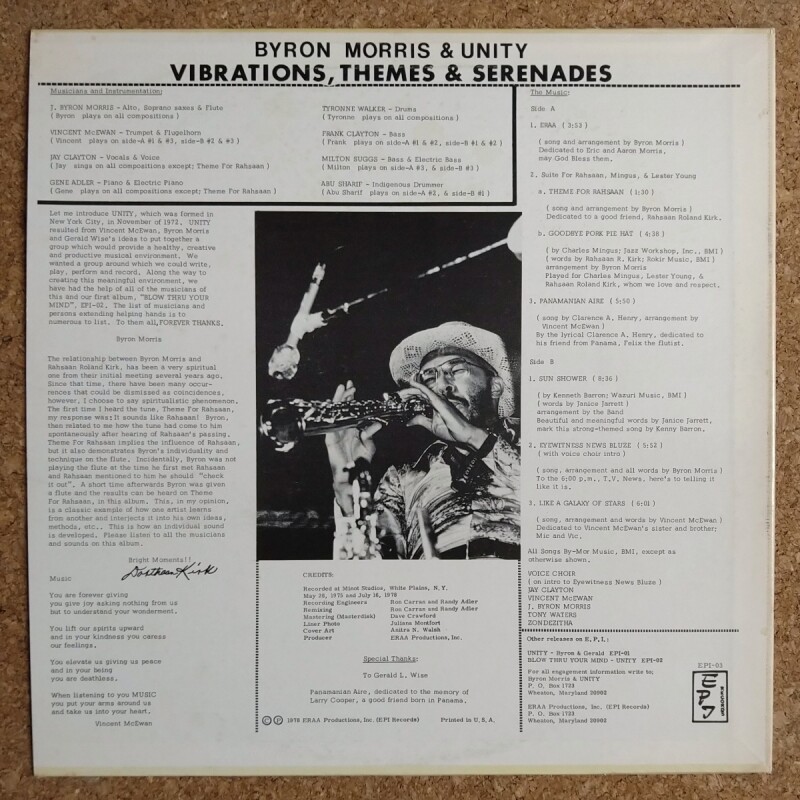 BYRON MORRIS & UNITY
VIBRATIONS, THEMES & SERENADES
Musicians and Instrumentation:
J. BYRON MORRIS - Alto, Soprano saxes & Flute
( Byron plays on all compositions )
VINCENT McEWAN - Trumpet & Flugelhorn
( Vincent plays on side-A #1 & #3, side-B #2 & #3 )
JAY CLAYTON - Vocals & Voice
( Jay sings on all compositions except; Theme For Rahsaan )
GENE ADLER - Piano & Electric Piano
( Gene plays on all compositions except; Theme For Rahsaan )
TYRONNE WALKER - Drums
( Tyronne plays on all compositions )
FRANK CLAYTON - Bass
( Frank plays on side-A #1 & #2, side-B #1 & #2 )
MILTON SUGGS - Bass & Electric Bass
( Milton plays on side-A #3, & side-B #3 )
ABU SHARIF - Indigenous Drummer
( Abu Sharif plays on side-A #2, & side-B #1 )
Let me introduce UNITY, which was formed in
New York City, in November of 1972. UNITY
resulted from Vincent McEwan, Byron Morris
and Gerald Wise's ideas to put together a
group which would provide a healthy, creative
and productive musical environment. We
wanted a group around which we could write,
play, perform and record. Along the way to
creating this meaningful environment, we
have had the help of all of the musicians of
this and our first album, "BLOW THRU YOUR
MIND", EPI-02. The list of musicians and
persons extending helping hands is to
numerous to list. To them all, FOREVER THANKS.
Byron Morris
The relationship between Byron Morris and
Rahsaan Roland Kirk, has been a very spiritual
one from their initial meeting several years ago.
Since that time, there have been many occur-
rences that could be dismissed as coincidences,
however, I choose to say spiritualistic phenomenon.
The first time I heard the tune, Theme For Rahsaan,
my response was; It sounds like Rahsaan! Byron,
then related to me how the tune had come to him
spontaneously after hearing of Rahsaan's passing.
Theme For Rahsaan implies the influence of Rahsaan,
but it also demonstrates Byron's individuality and
technique on the flute. Incidentally, Byron was not
playing the flute at the time he first met Rahsaan
and Rahsaan mentioned to him he should "check
it out". A short time afterwards Byron was given
a flute and the results can be heard on Theme
For Rahsaan, in this album. This, in my opinion,
is a classic example of how one artist learns
from another and interjects it into his own ideas,
methods, etc.. This is how an individual sound
is developed. Please listen to all the musicians
and sounds on this album.
Bright Moments!!
Dorthaan Kirk
Music
You are forever giving
you give joy asking nothing from us
but to understand your wonderment.
You lift our spirits upward
and in your kindness you caress
our feelings.
You elevate us giving us peace
and in your being
you are deathless.
When listening to you MUSIC
you put your arms around us
and take us into your heart.
Vincent McEwan
CREDITS:
Recorded at Minot Studios, White Plains, N. Y.
May 28, 1975 and July 18, 1978
Recording Engineers Ron Carran and Randy Adler
Remixing Ron Carran and Randy Adler
Mastering (Masterdisk) Dave Crawford
Liner Photo Juliens Montfort
Cover Art Anitra N. Walsh
Producer ERAA Productions, Inc.
Special Thanks:
To Gerald L. Wise
Panamanian Aire, dedicated to the memory of
Larry Cooper, a good friend born in Panama.
© ℗ 1978 ERAA Productions, Inc. (EPI Records) Printed in U. S. A.
The Music:
Side A
1. ERAA ( 3:53 )
( song and arrangement by Byron Morris )
Dedicated to Eric and Aaron Morris,
may God Bless them.
2. Suite For Rahsaan, Mingus, & Lester Young
a. THEME FOR RAHSAAN ( 1:30 )
( song and arrangement by Byron Morris )
Dedicated to a good friend, Rahsaan Roland Kirk.
b. GOODBYE PORK PIE HAT ( 4:38 )
( by Charles Mingus; Jazz Workshop, Inc., BMI )
( words by Rahsaan R. Kirk; Rokir Music, BMI )
arrangement by Byron Morris
Played for Charles Mingus, Lester Young, &
Rahsaan Roland Kirk, whom we love and respect.
3. PANAMANIAN AIRE ( 5:50 )
( song by Clarence A. Henry, arrangement by
Vincent McEwan )
By the lyrical Clarence A. Henry, dedicated to
his friend from Panama, Felix the flutist.
Side B
1. SUN SHOWER ( 8:36 )
( by Kenneth Barron; Wazuri Music, BMI )
( words by Janice Jarrett )
arrangement by the Band
Beautiful and meaningful words by Janice Jarrett,
mark this strong-themed song by Kenny Barron.
2. EYEWITNESS NEWS BLUZE ( 5:52 )
( with voice choir intro )
( song, arrangement and all words by Byron Morris )
To the 6:00 p.m., T.V. News, here's to telling it
like it is.
3. LIKE A GALAXY OF STARS ( 6:01 )
( song, arrangement and words by Vincent McEwan )
Dedicated to Vincent McEwan's sister and brother;
Mic and Vic.
All Songs By-Mor Music, BMI, except as
otherwise shown.
VOICE CHOIR
( on intro to Eyewitness News Bluze )
JAY CLAYTON
VINCENT McEWAN
J. BYRON MORRIS
TONY WATERS
ZONDEZITHA
Other releases on E. P. I. :
UNITY - Byron & Gerald EPI-01
BLOW THRU YOUR MIND - UNITY EPI-02
For all engagement information write to;
Byron Morris & UNITY
P. O. Box 1723
Wheaton, Maryland 20902
ERAA Productions, Inc. (EPI Records)
P. O. Box 1723
Wheaton, Maryland 20902
EPI-03
EPI